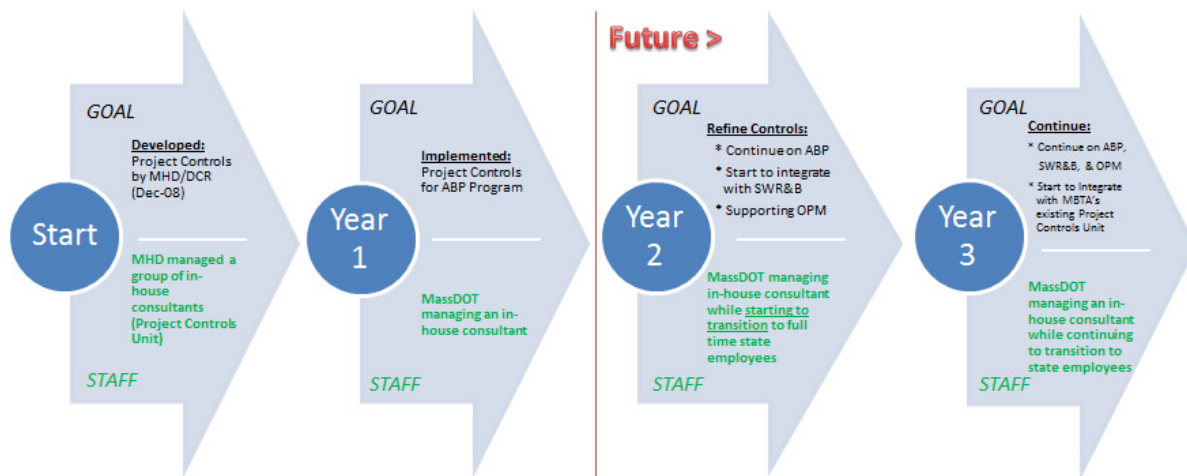 Future >
GOAL
Developed:
Project Controls
by MHD/DCR
(Dec-08)
Start
MHD managed a
group of in-
house
consultants
(Project Controls
Unit)
STAFF
GOAL
Implemented:
Project Controls
for ABP Program
Year
1
MassDOT
managing an
in-house consultant
STAFF
GOAL
Refine Controls:
* Continue on ABP
* Start to integrate
with SWR&B
* Supporting OPM
Year
2
MassDOT managing
in-house consultant
while starting to
transition to full
time state
employees
STAFF
GOAL
Continue:
* Continue on ABP,
SWR&B, & OPM
* Start to Integrate
with MBTA's
existing Project
Controls Unit
Year
3
MassDOT
managing an in-
house consultant
while continuing
to transition to
state employees
STAFF